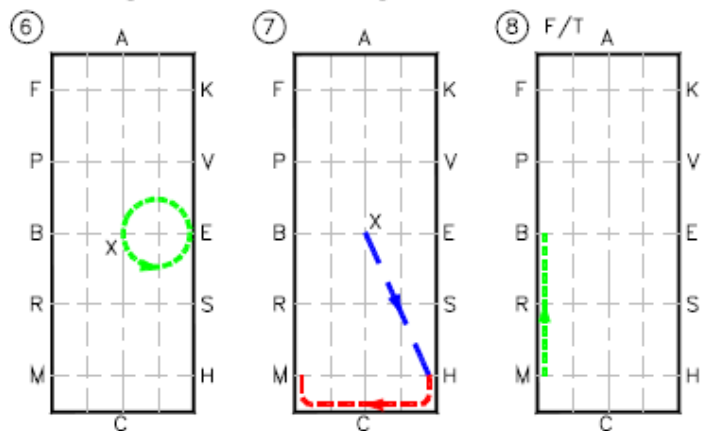 6 7 8 F/T
A A A
F K F K F K
P V P V P V
X
B E B E B E
X
R S R S R S
M H M H M H
C C C